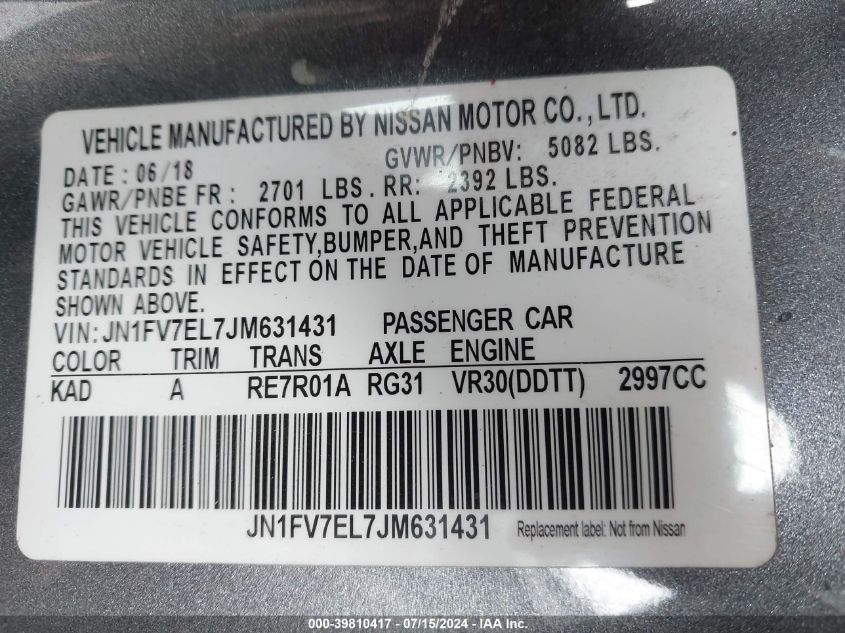 VEHICLE MANUFACTURED BY NISSAN MOTOR CO., LTD.
DATE : 06/18 GVWR/PNBV: 5082 LBS.
GAWR/PNBE FR : 2701 LBS. RR: 2392 LBS.
THIS VEHICLE CONFORMS TO ALL APPLICABLE FEDERAL
MOTOR VEHICLE SAFETY,BUMPER,AND THEFT PREVENTION
STANDARDS IN EFFECT ON THE DATE OF MANUFACTURE
SHOWN ABOVE.
VIN: JN1FV7EL7JM631431 PASSENGER CAR
COLOR TRIM TRANS AXLE ENGINE
KAD A RE7R01A RG31 VR30(DDTT) 2997CC
JN1FV7EL7JM631431 Replacement label: Not from Nissan
000-39810417 - 07/15/2024 - IAA Inc.